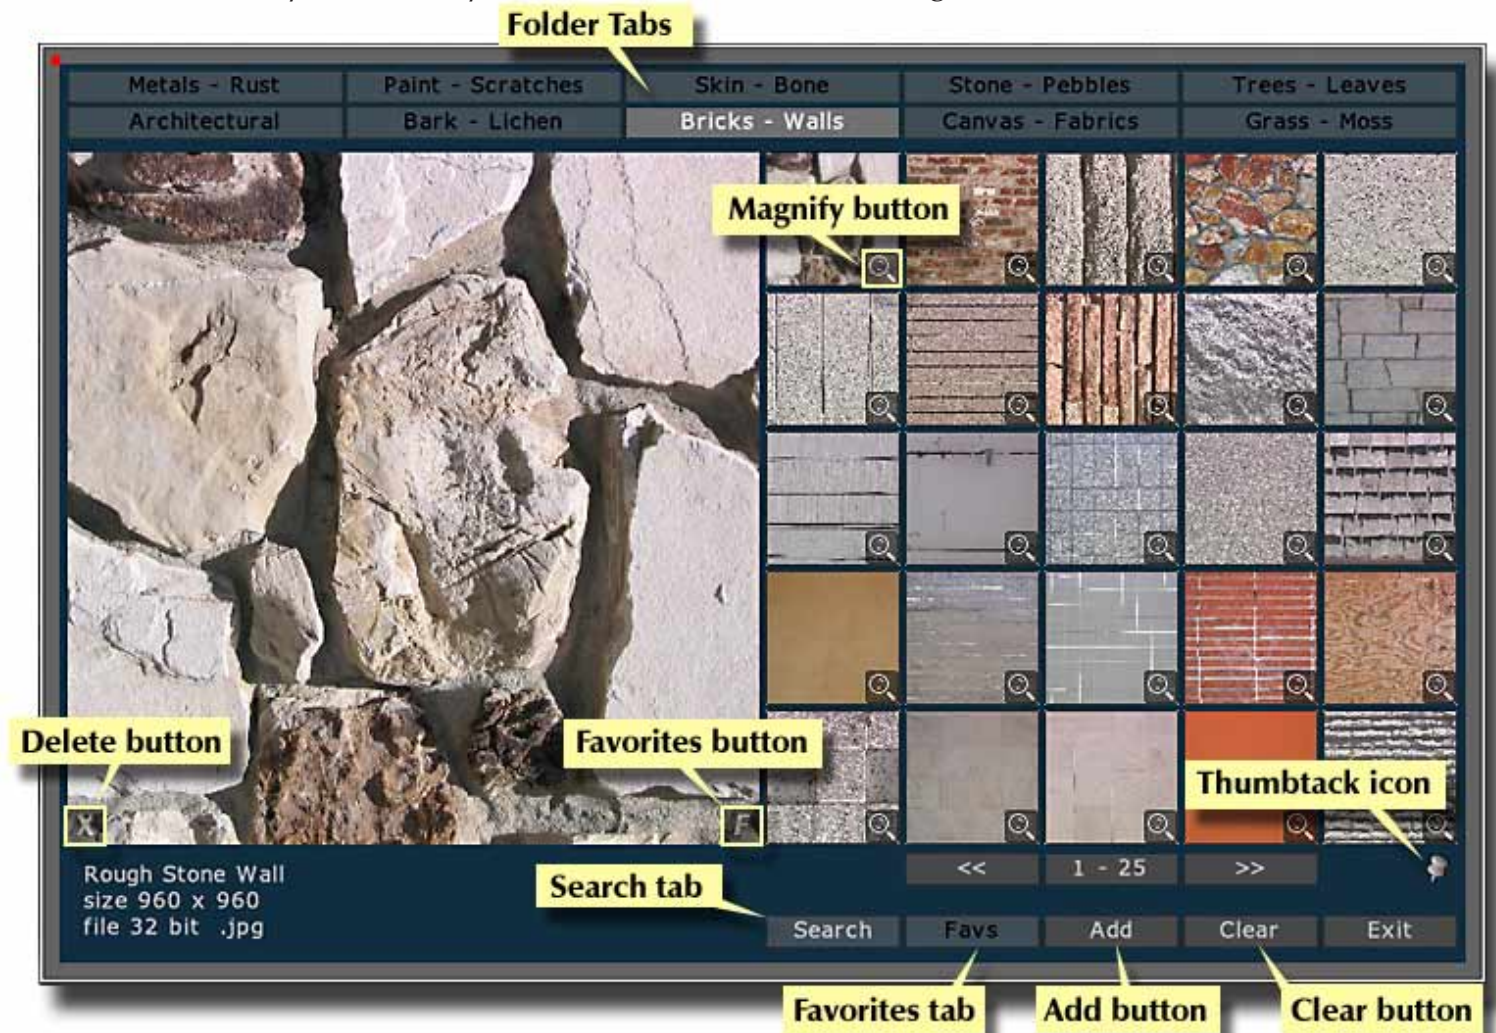 Folder Tabs
Metals - Rust Paint - Scratches Skin - Bone Stone - Pebbles Trees - Leaves
Architectural Bark - Lichen Bricks - Walls Canvas - Fabrics Grass - Moss
Magnify button
Delete button
Favorites button
Thumbtack icon
X F
Rough Stone Wall
size 960 x 960
file 32 bit .jpg
<< 1 - 25 >>
Search tab
Search Favs Add Clear Exit
Favorites tab Add button Clear button